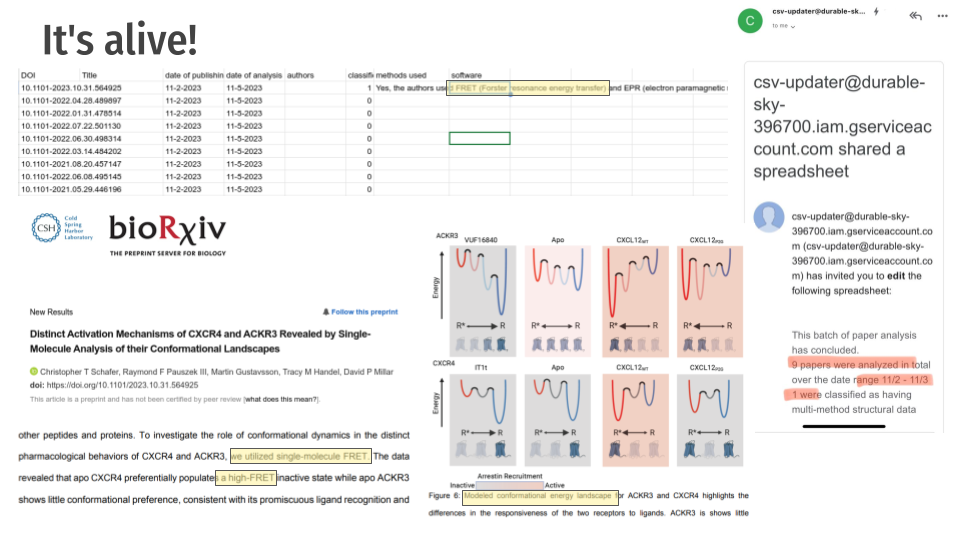 It's alive!
DOI Title date of publishin date of analysis authors classifi methods used software
10.1101-2023.10.31.564925 11-2-2023 11-5-2023 1 Yes, the authors used FRET (Forster resonance energy transfer) and EPR (electron paramagnetic
10.1101-2022.04.28.489897 11-2-2023 11-5-2023 0
10.1101-2022.01.31.478514 11-2-2023 11-5-2023 0
10.1101-2022.07.22.501130 11-2-2023 11-5-2023 0
10.1101-2022.06.30.498314 11-2-2023 11-5-2023 0
10.1101-2022.03.14.484202 11-2-2023 11-5-2023 0
10.1101-2021.08.20.457147 11-2-2023 11-5-2023 0
10.1101-2022.06.08.495145 11-2-2023 11-5-2023 0
10.1101-2021.05.29.446196 11-2-2023 11-5-2023 0
CSH
Cold
Spring
Harbor
Laboratory
bioRxiv
THE PREPRINT SERVER FOR BIOLOGY
New Results
Follow this preprint
Distinct Activation Mechanisms of CXCR4 and ACKR3 Revealed by Single-
Molecule Analysis of their Conformational Landscapes
Christopher T Schafer, Raymond F Pauszek III, Martin Gustavsson, Tracy M Handel, David P Millar
doi: https://doi.org/10.1101/2023.10.31.564925
This article is a preprint and has not been certified by peer review [what does this mean?].
other peptides and proteins. To investigate the role of conformational dynamics in the distinct
pharmacological behaviors of CXCR4 and ACKR3, we utilized single-molecule FRET. The data
revealed that apo CXCR4 preferentially populates a high-FRET inactive state while apo ACKR3
shows little conformational preference, consistent with its promiscuous ligand recognition and
ACKR3
VUF16840 Apo CXCL12WT CXCL12P2G
Energy
R* R R* R R* R R* R
CXCR4
IT1t Apo CXCL12WT CXCL12P2G
Energy
R* R R* R R* R R* R
Arrestin Recruitment
Inactive Active
Figure 6: Modeled conformational energy landscape for ACKR3 and CXCR4 highlights the
differences in the responsiveness of the two receptors to ligands. ACKR3 is shows little
C
csv-updater@durable-sk...
to me
csv-updater@durable-
sky-
396700.iam.gserviceac
count.com shared a
spreadsheet
csv-updater@durable-sky-
396700.iam.gserviceaccount.co
m (csv-updater@durable-sky-
396700.iam.gserviceaccount.co
m) has invited you to edit the
following spreadsheet:
This batch of paper analysis
has concluded.
9 papers were analyzed in total
over the date range 11/2 - 11/3
1 were classified as having
multi-method structural data